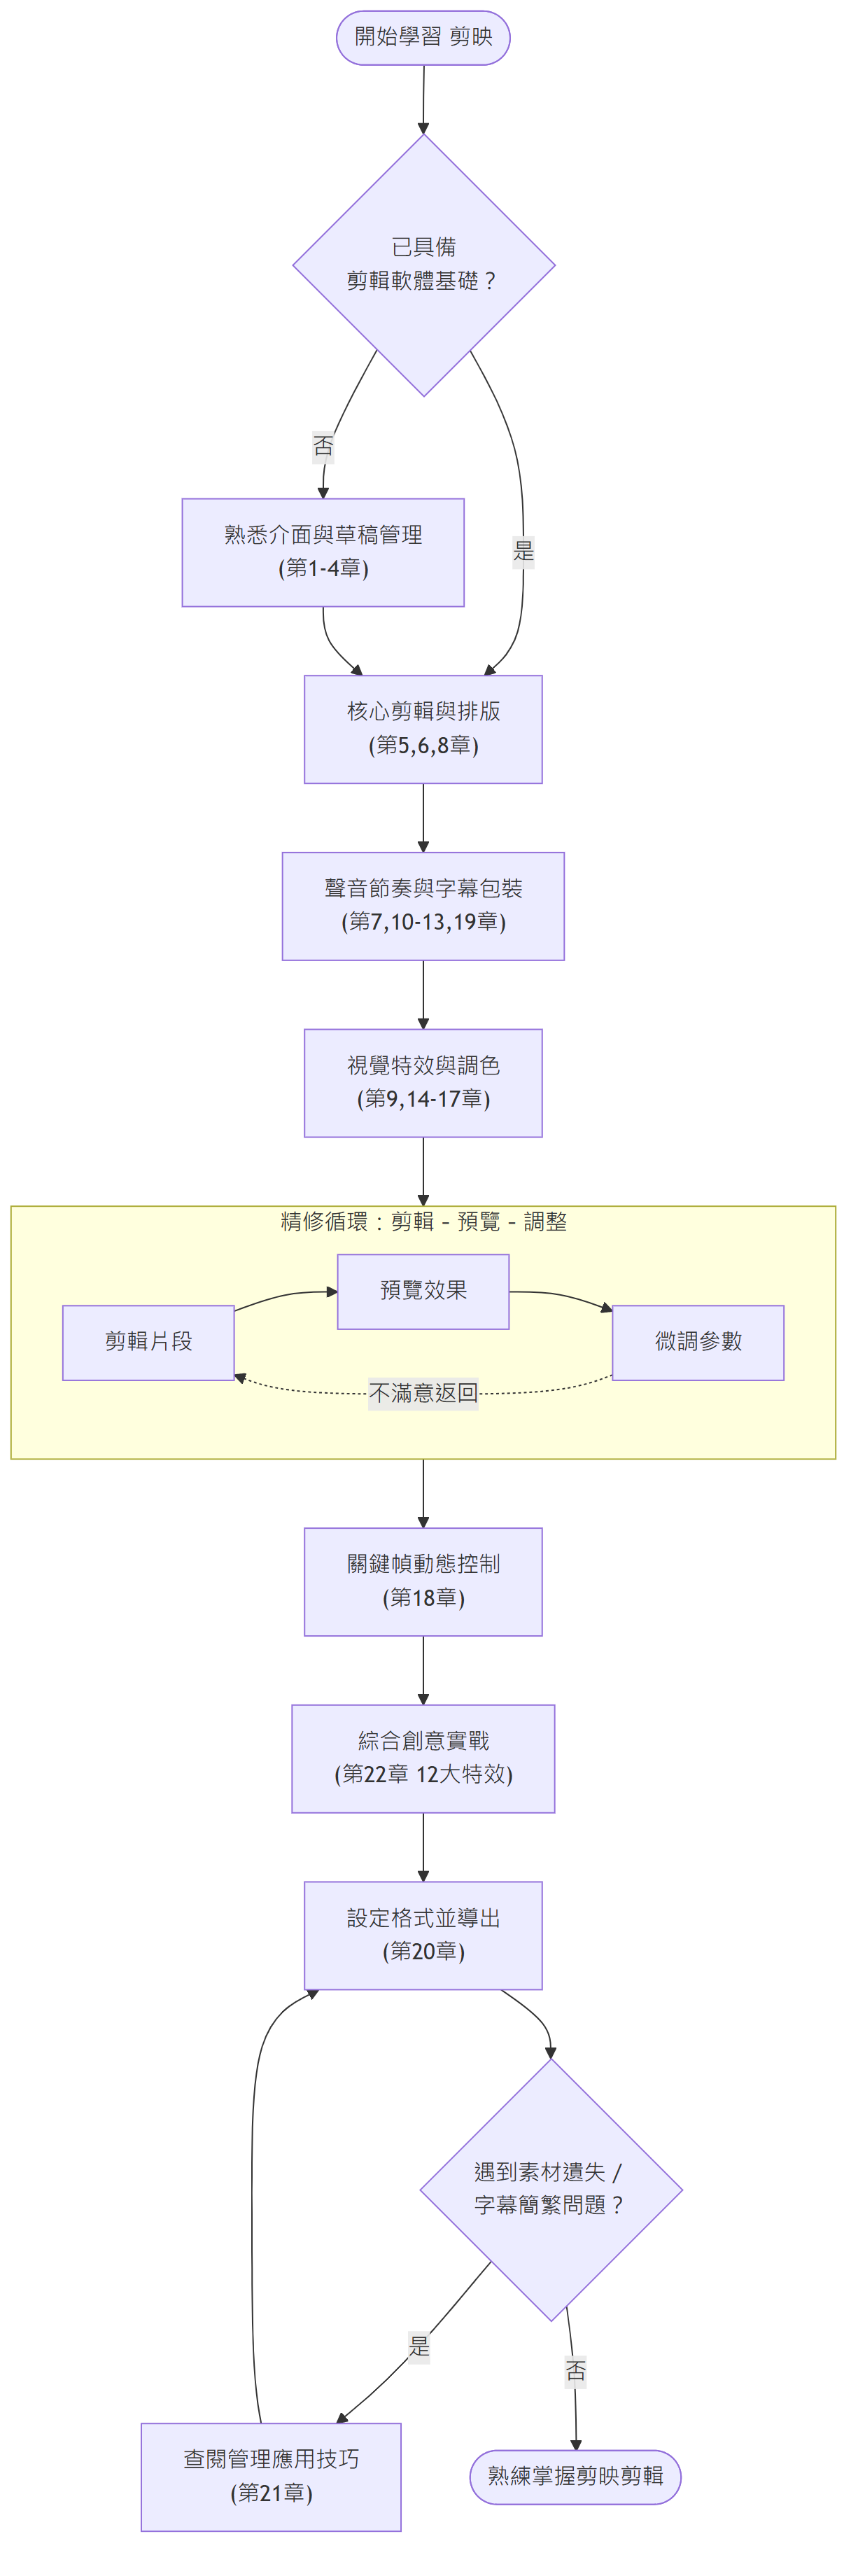 開始學習 剪映
已具備
剪輯軟體基礎？
否
是
熟悉介面與草稿管理
(第1-4章)
核心剪輯與排版
(第5,6,8章)
聲音節奏與字幕包裝
(第7,10-13,19章)
視覺特效與調色
(第9,14-17章)
精修循環：剪輯 - 預覽 - 調整
預覽效果
剪輯片段
微調參數
不滿意返回
關鍵幀動態控制
(第18章)
綜合創意實戰
(第22章 12大特效)
設定格式並導出
(第20章)
遇到素材遺失 /
字幕簡繁問題？
是
否
查閱管理應用技巧
(第21章)
熟練掌握剪映剪輯